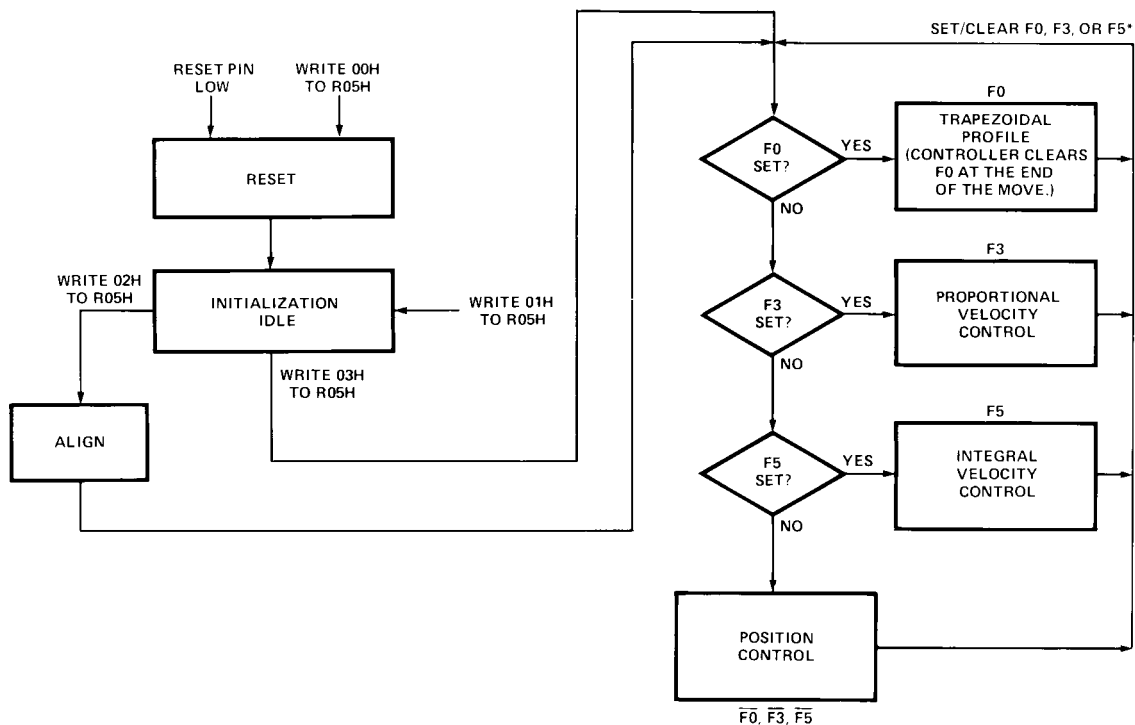 SET/CLEAR F0, F3, OR F5*
RESET PIN
LOW
WRITE 00H
TO R05H
RESET
WRITE 02H
TO R05H
INITIALIZATION
IDLE
WRITE 01H
TO R05H
WRITE 03H
TO R05H
ALIGN
F0
SET?
YES
NO
F0
TRAPEZOIDAL
PROFILE
(CONTROLLER CLEARS
F0 AT THE END
OF THE MOVE.)
F3
SET?
YES
NO
F3
PROPORTIONAL
VELOCITY
CONTROL
F5
SET?
YES
NO
F5
INTEGRAL
VELOCITY
CONTROL
POSITION
CONTROL
F̅0̅, F̅3̅, F̅5̅